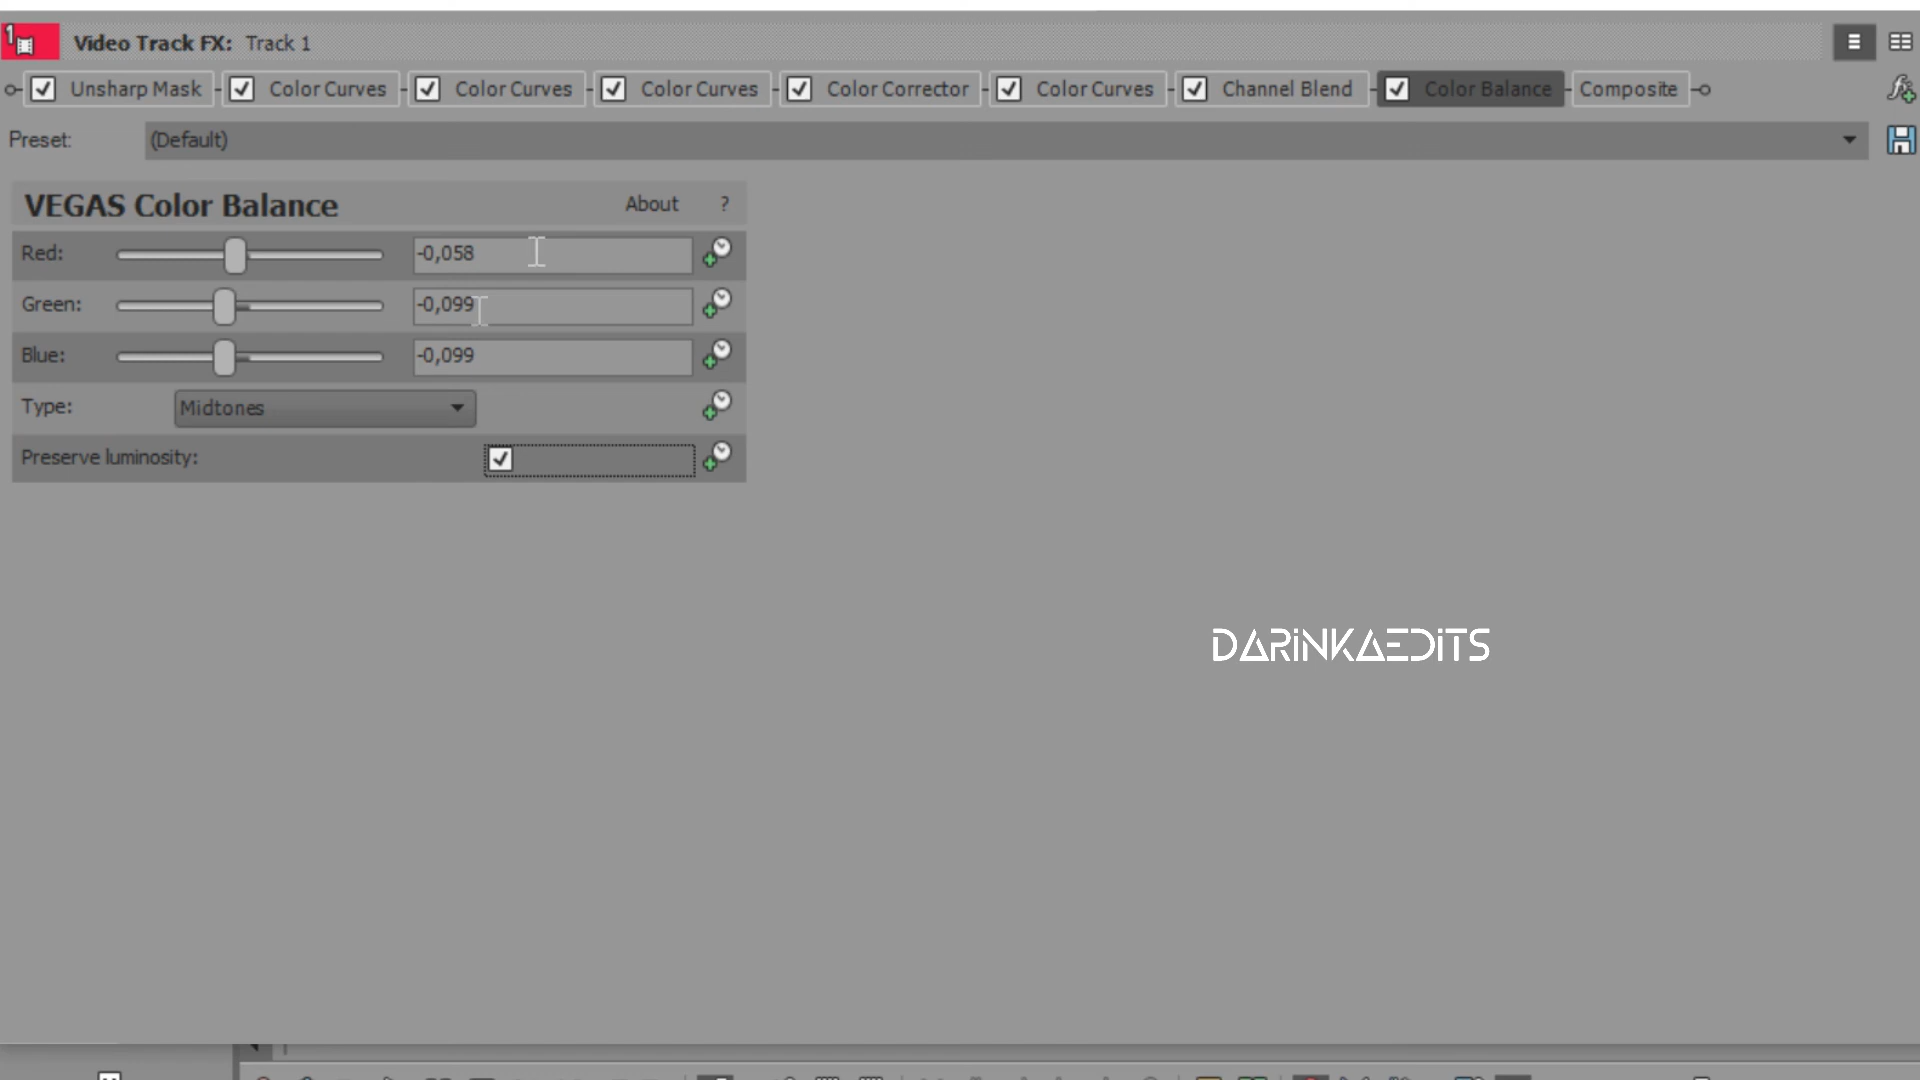 1
Video Track FX: Track 1
Unsharp Mask Color Curves Color Curves Color Curves Color Corrector Color Curves Channel Blend Color Balance Composite
Preset: (Default)
VEGAS Color Balance About ?
Red: -0,058
Green: -0,099
Blue: -0,099
Type: Midtones
Preserve luminosity:
DARiNKAEDiTS